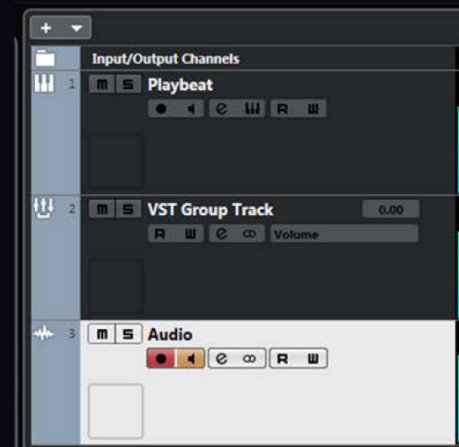 +
Input/Output Channels
1 m S Playbeat
e R W
2 m S VST Group Track 0.00
R W e Volume
3 m S Audio
e R W